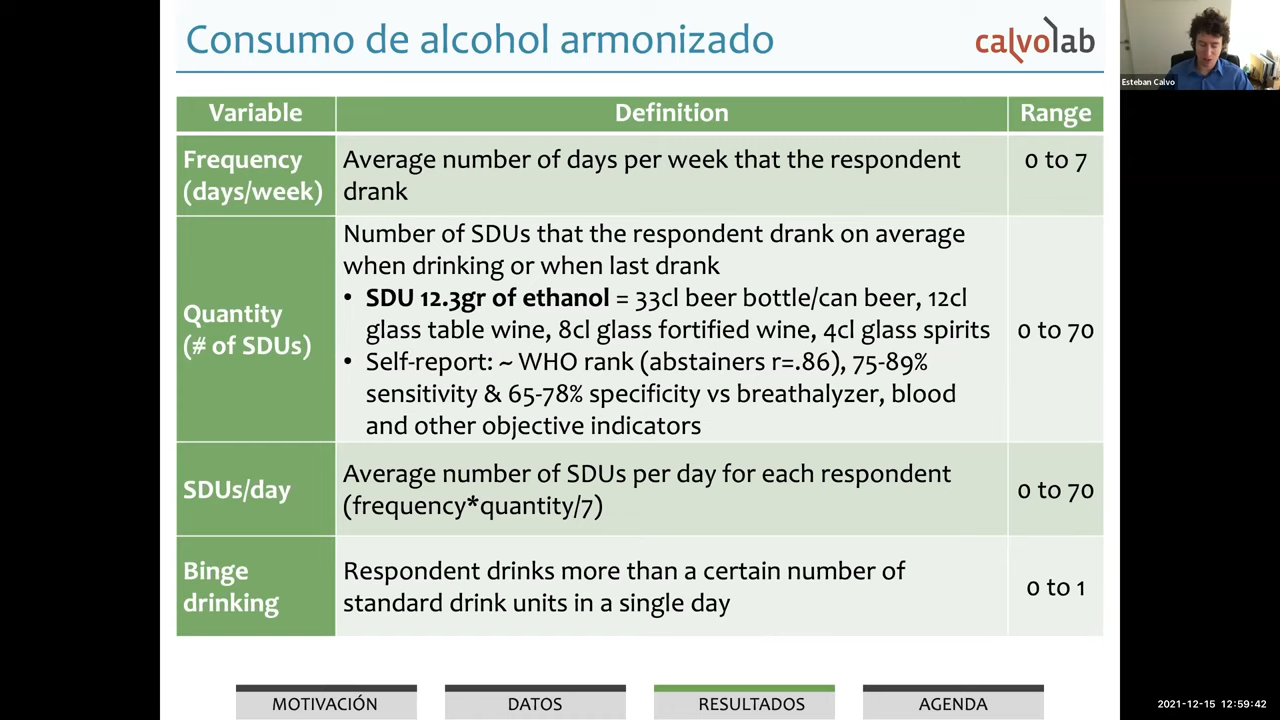 Consumo de alcohol armonizado
calvolab
Esteban Calvo
Variable
Definition
Range
Frequency
(days/week)
Average number of days per week that the respondent
drank
0 to 7
Quantity
(# of SDUs)
Number of SDUs that the respondent drank on average
when drinking or when last drank
• SDU 12.3gr of ethanol = 33cl beer bottle/can beer, 12cl
glass table wine, 8cl glass fortified wine, 4cl glass spirits
• Self-report: ~ WHO rank (abstainers r=.86), 75-89%
sensitivity & 65-78% specificity vs breathalyzer, blood
and other objective indicators
0 to 70
SDUs/day
Average number of SDUs per day for each respondent
(frequency*quantity/7)
0 to 70
Binge
drinking
Respondent drinks more than a certain number of
standard drink units in a single day
0 to 1
MOTIVACIÓN
DATOS
RESULTADOS
AGENDA
2021-12-15 12:59:42